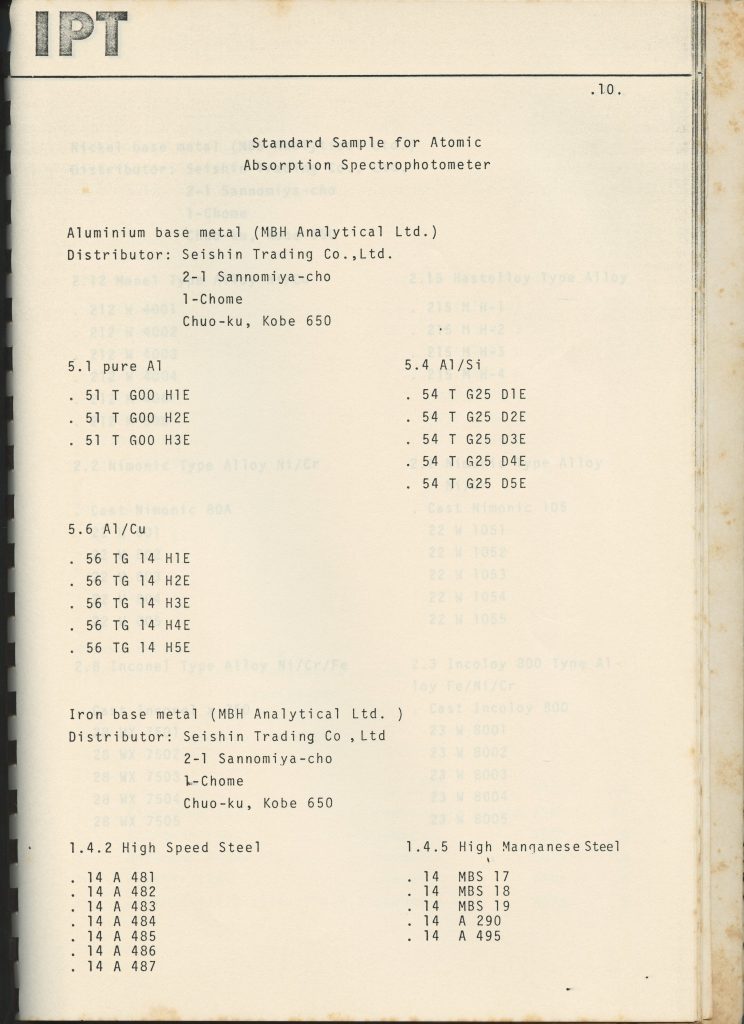 IPT
.10.
Standard Sample for Atomic
Absorption Spectrophotometer
Aluminium base metal (MBH Analytical Ltd.)
Distributor: Seishin Trading Co.,Ltd.
2-1 Sannomiya-cho
1-Chome
Chuo-ku, Kobe 650
5.1 pure Al
. 51 T G00 H1E
. 51 T G00 H2E
. 51 T G00 H3E
5.4 Al/Si
. 54 T G25 D1E
. 54 T G25 D2E
. 54 T G25 D3E
. 54 T G25 D4E
. 54 T G25 D5E
5.6 Al/Cu
. 56 TG 14 H1E
. 56 TG 14 H2E
. 56 TG 14 H3E
. 56 TG 14 H4E
. 56 TG 14 H5E
Iron base metal (MBH Analytical Ltd. )
Distributor: Seishin Trading Co ,Ltd
2-1 Sannomiya-cho
1-Chome
Chuo-ku, Kobe 650
1.4.2 High Speed Steel
. 14 A 481
. 14 A 482
. 14 A 483
. 14 A 484
. 14 A 485
. 14 A 486
. 14 A 487
1.4.5 High Manganese Steel
. 14 MBS 17
. 14 MBS 18
. 14 MBS 19
. 14 A 290
. 14 A 495